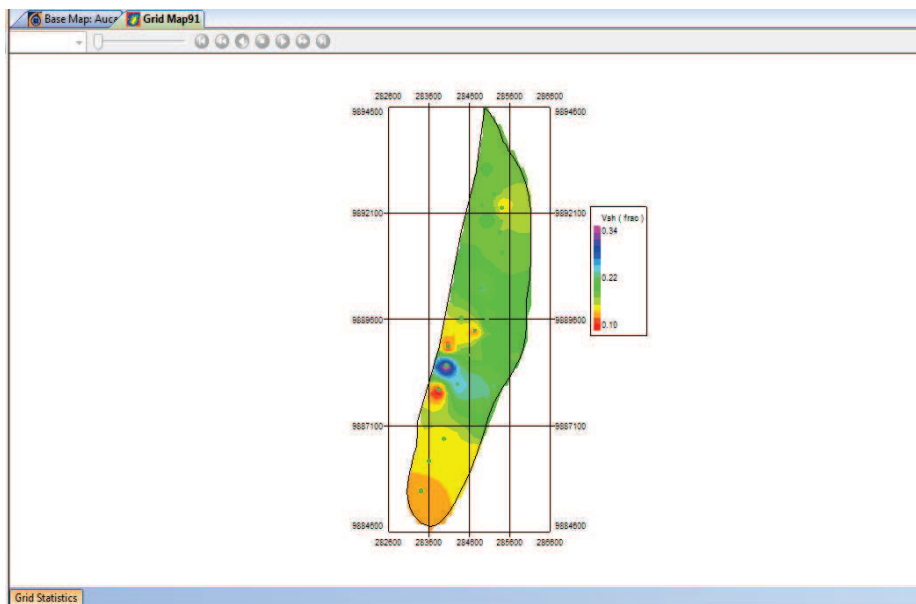 Base Map: Auca Grid Map91
282600 283600 284600 285600 286600
9894600 9894600
9892100 9892100
Vsh ( frac )
0.34
0.22
0.10
9889600 9889600
9887100 9887100
9884600 9884600
282600 283600 284600 285600 286600
Grid Statistics